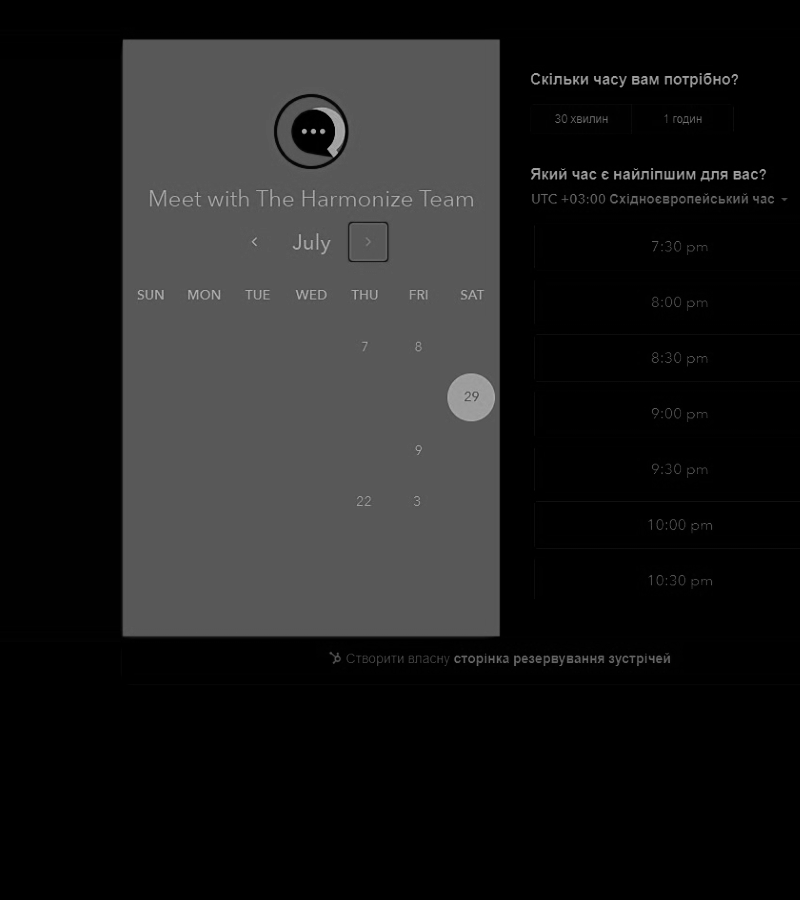 Meet with The Harmonize Team
July
SUN MON TUE WED THU FRI SAT
7 8
29
9
22 3
Скільки часу вам потрібно?
30 хвилин 1 годин
Який час є найліпшим для вас?
UTC +03:00 Східноєвропейський час
7:30 pm
8:00 pm
8:30 pm
9:00 pm
9:30 pm
10:00 pm
10:30 pm
Створити власну сторінка резервування зустрічей